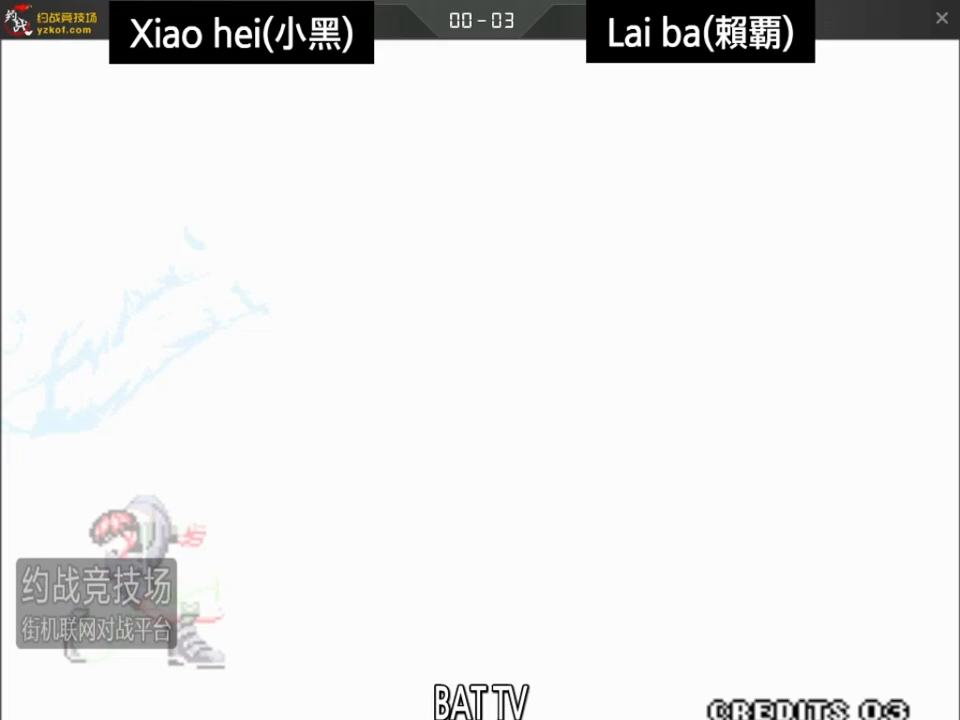 约战竞技场
yzkof.com
Xiao hei(小黑)
00-03
Lai ba(賴霸)
约战竞技场
街机联网对战平台
BAT TV
CREDITS 03